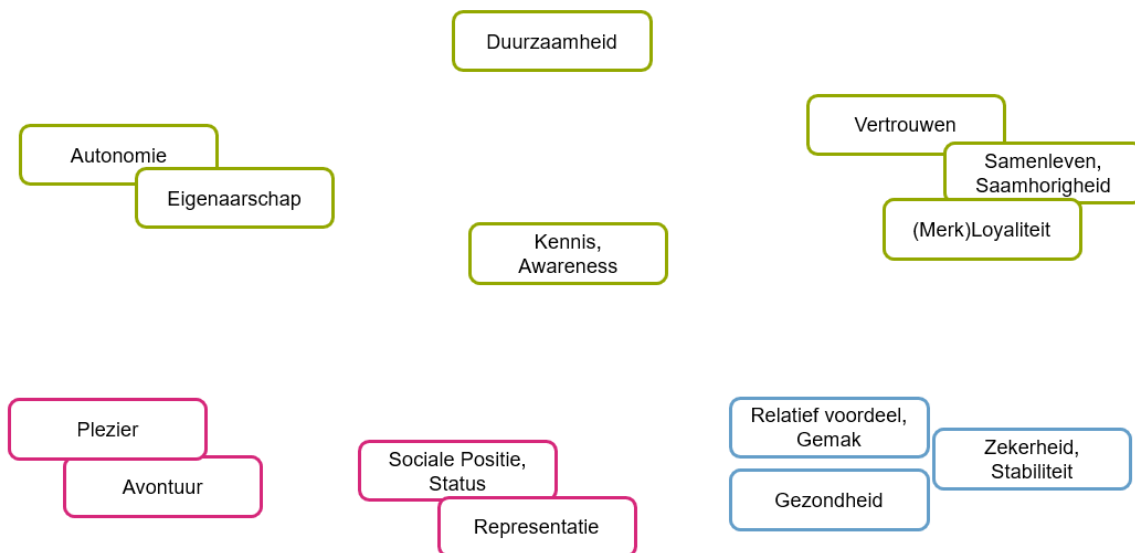 Duurzaamheid
Autonomie
Eigenaarschap
Vertrouwen
Samenleven,
Saamhorigheid
(Merk)Loyaliteit
Kennis,
Awareness
Plezier
Avontuur
Sociale Positie,
Status
Representatie
Relatief voordeel,
Gemak
Zekerheid,
Stabiliteit
Gezondheid